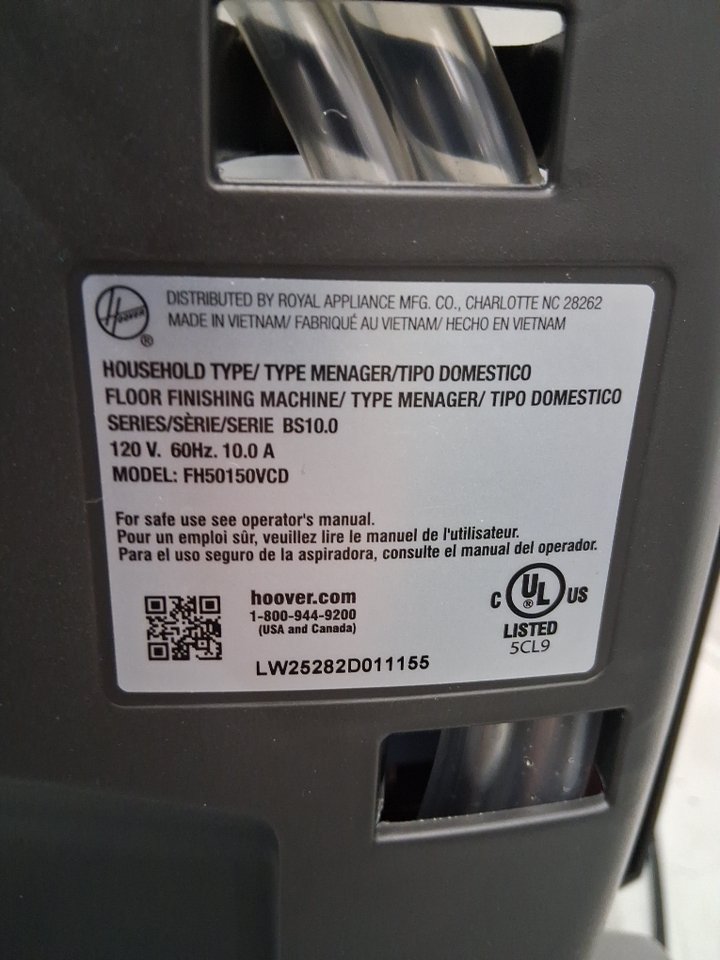 HOOVER
®
DISTRIBUTED BY ROYAL APPLIANCE MFG. CO., CHARLOTTE NC 28262
MADE IN VIETNAM/ FABRIQUÉ AU VIETNAM/ HECHO EN VIETNAM
HOUSEHOLD TYPE/ TYPE MENAGER/TIPO DOMESTICO
FLOOR FINISHING MACHINE/ TYPE MENAGER/ TIPO DOMESTICO
SERIES/SÈRIE/SERIE BS10.0
120 V. 60Hz. 10.0 A
MODEL: FH50150VCD
For safe use see operator's manual.
Pour un emploi sûr, veuillez lire le manuel de l'utilisateur.
Para el uso seguro de la aspiradora, consulte el manual del operador.
hoover.com
1-800-944-9200
(USA and Canada)
C UL® US
LISTED
5CL9
LW25282D011155